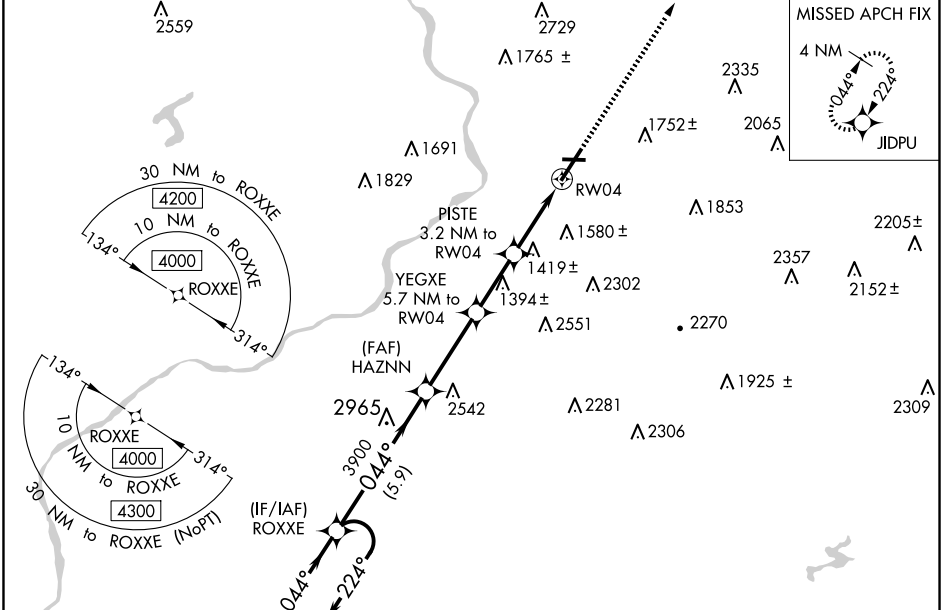 2559
2729
1765 ±
MISSED APCH FIX
4 NM
044°
224°
JIDPU
2335
1752 ±
2065
1691
1829
RW04
30 NM to ROXXE
4200
10 NM to ROXXE
4000
134°
ROXXE
314°
PISTE
3.2 NM to
RW04
1580 ±
1419 ±
1853
2205 ±
YEGXE
5.7 NM to
RW04
1394 ±
2302
2357
2152 ±
2551
2270
(FAF)
HAZNN
2542
2965
1925 ±
2309
2281
2306
134°
ROXXE
314°
4000
10 NM to ROXXE
4300
30 NM to ROXXE (NoPT)
3900
044°
(5.9)
(IF/IAF)
ROXXE
044°
224°